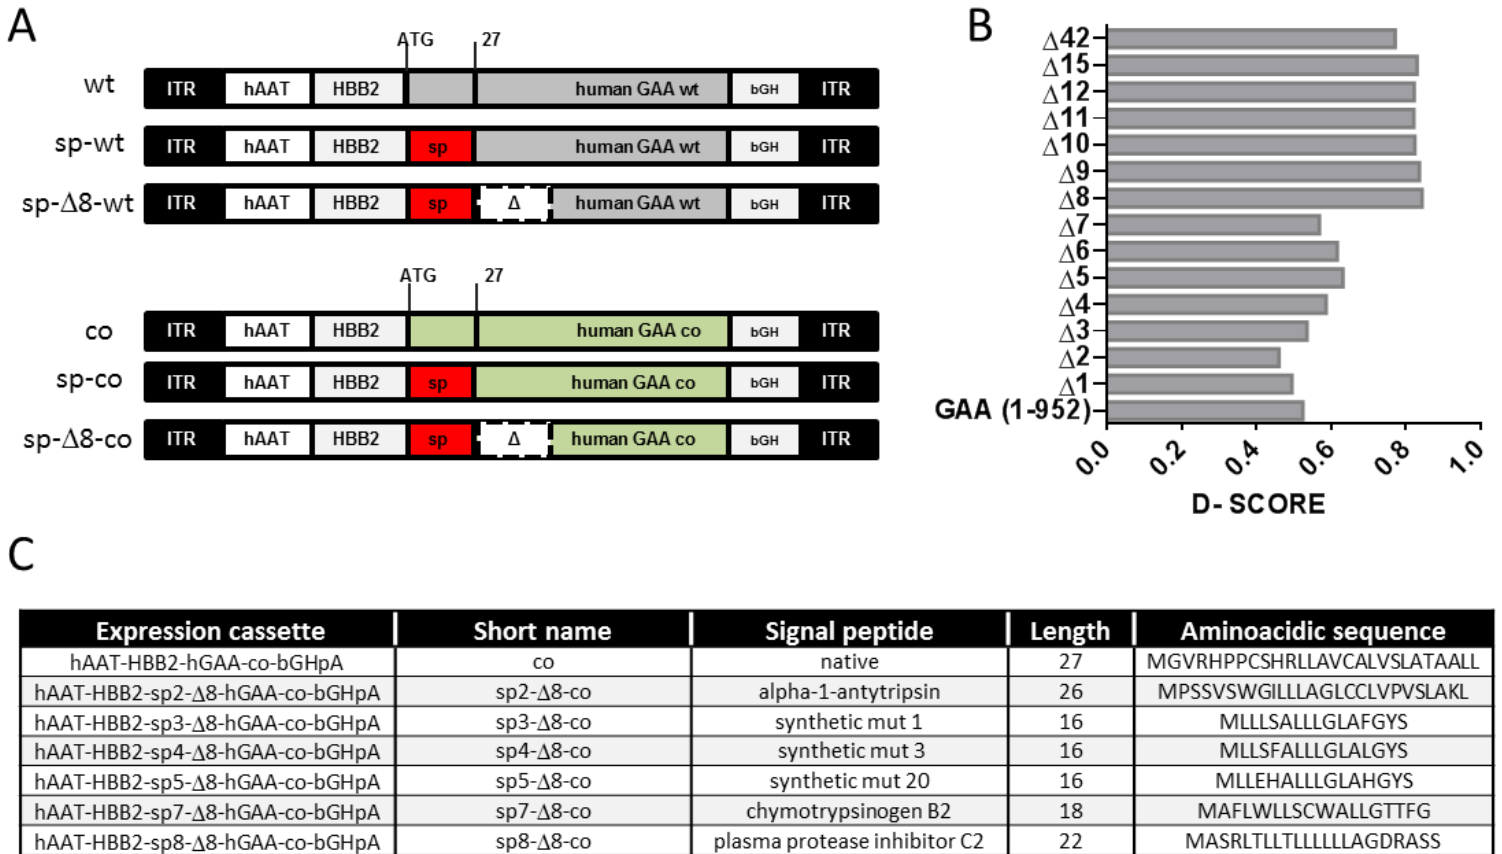 A
ATG 27
wt ITR hAAT HBB2 human GAA wt bGH ITR
sp-wt ITR hAAT HBB2 sp human GAA wt bGH ITR
sp-Δ8-wt ITR hAAT HBB2 sp Δ human GAA wt bGH ITR
ATG 27
co ITR hAAT HBB2 human GAA co bGH ITR
sp-co ITR hAAT HBB2 sp human GAA co bGH ITR
sp-Δ8-co ITR hAAT HBB2 sp Δ human GAA co bGH ITR
B
Δ42
Δ15
Δ12
Δ11
Δ10
Δ9
Δ8
Δ7
Δ6
Δ5
Δ4
Δ3
Δ2
Δ1
GAA (1-952)
0.0 0.2 0.4 0.6 0.8 1.0
D- SCORE
C
Expression cassette Short name Signal peptide Length Aminoacidic sequence
hAAT-HBB2-hGAA-co-bGHpA co native 27 MGVRHPPCSHRLLAVCALVSLATAALL
hAAT-HBB2-sp2-Δ8-hGAA-co-bGHpA sp2-Δ8-co alpha-1-antytripsin 26 MPSSVSWGILLLAGLCCLVPVSLAKL
hAAT-HBB2-sp3-Δ8-hGAA-co-bGHpA sp3-Δ8-co synthetic mut 1 16 MLLLSALLLGLAFGYS
hAAT-HBB2-sp4-Δ8-hGAA-co-bGHpA sp4-Δ8-co synthetic mut 3 16 MLLSFALLLGLALGYS
hAAT-HBB2-sp5-Δ8-hGAA-co-bGHpA sp5-Δ8-co synthetic mut 20 16 MLLEHALLLGLAHGYS
hAAT-HBB2-sp7-Δ8-hGAA-co-bGHpA sp7-Δ8-co chymotrypsinogen B2 18 MAFLWLLSCWALLGTTFG
hAAT-HBB2-sp8-Δ8-hGAA-co-bGHpA sp8-Δ8-co plasma protease inhibitor C2 22 MASRLTLLTLLLLLLAGDRASS